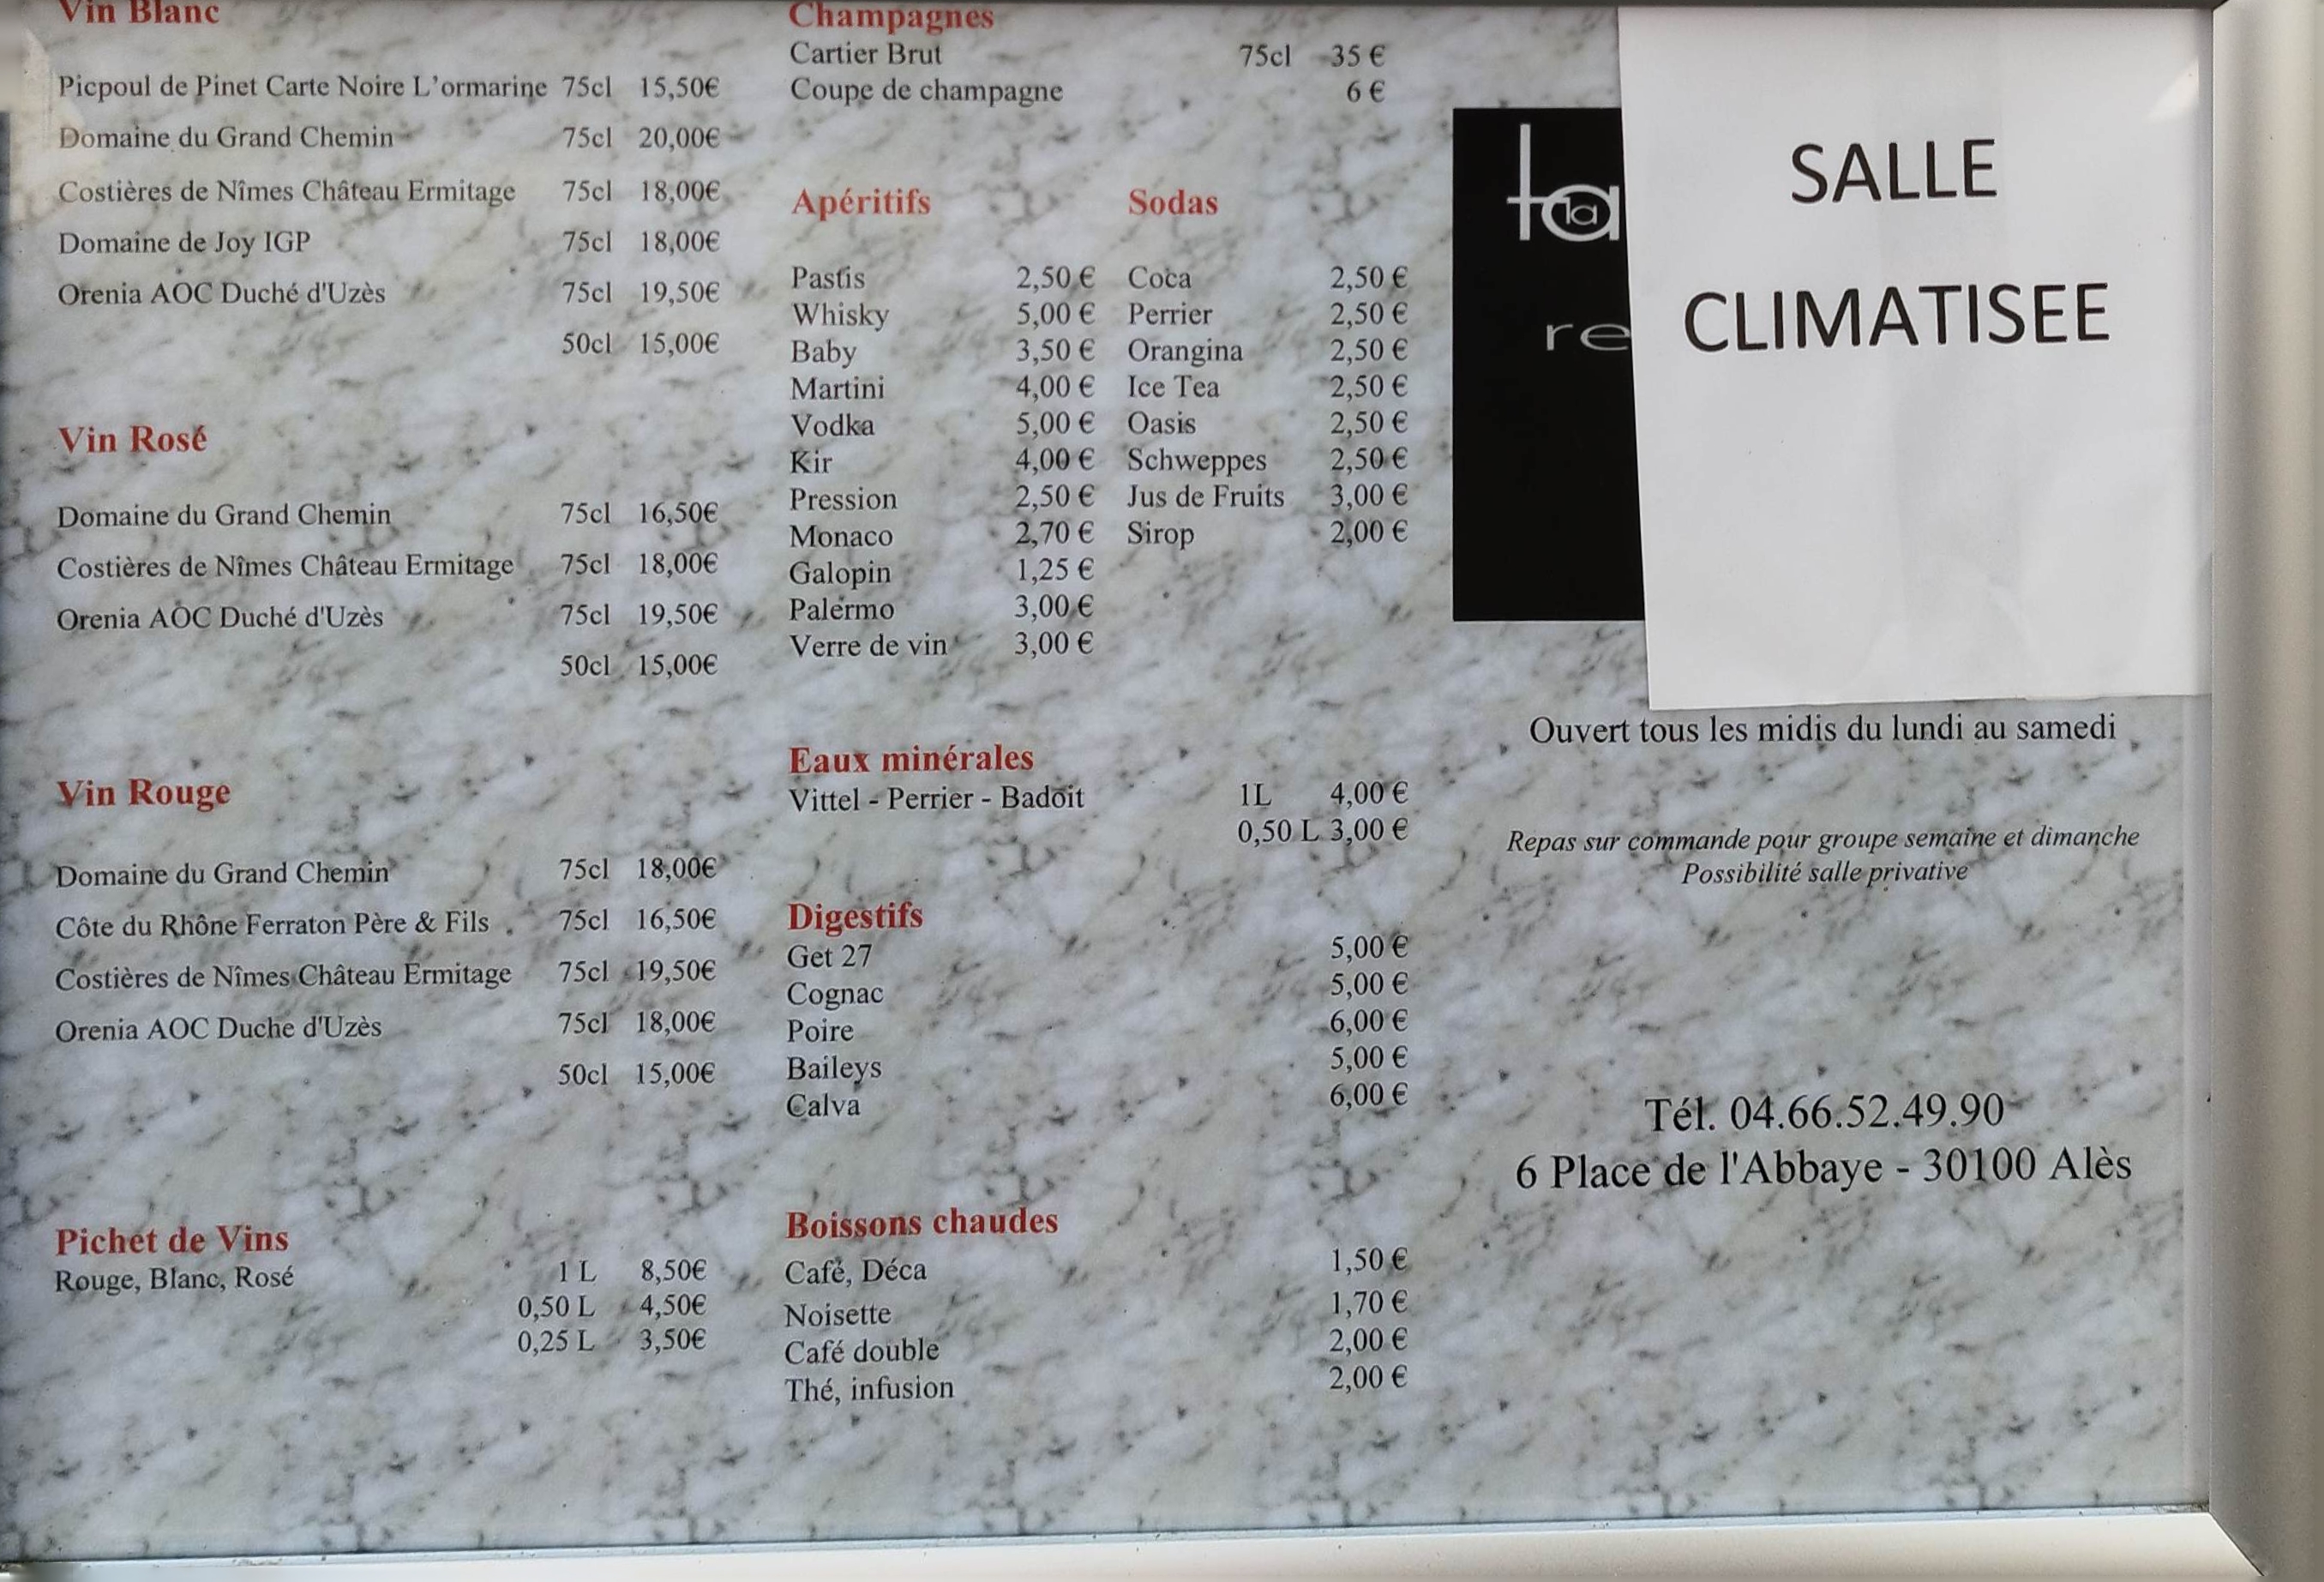 Vin Blanc
Picpoul de Pinet Carte Noire L'ormarine 75cl 15,50€
Domaine du Grand Chemin 75cl 20,00€
Costières de Nîmes Château Ermitage 75cl 18,00€
Domaine de Joy IGP 75cl 18,00€
Orenia AOC Duché d'Uzès 75cl 19,50€
50cl 15,00€
Vin Rosé
Domaine du Grand Chemin 75cl 16,50€
Costières de Nîmes Château Ermitage 75cl 18,00€
Orenia AOC Duché d'Uzès 75cl 19,50€
50cl 15,00€
Vin Rouge
Domaine du Grand Chemin 75cl 18,00€
Côte du Rhône Ferraton Père & Fils 75cl 16,50€
Costières de Nîmes Château Ermitage 75cl 19,50€
Orenia AOC Duche d'Uzès 75cl 18,00€
50cl 15,00€
Pichet de Vins
Rouge, Blanc, Rosé 1 L 8,50€
0,50 L 4,50€
0,25 L 3,50€
Champagnes
Cartier Brut 75cl 35 €
Coupe de champagne 6 €
Apéritifs
Pastis 2,50 €
Whisky 5,00 €
Baby 3,50 €
Martini 4,00 €
Vodka 5,00 €
Kir 4,00 €
Pression 2,50 €
Monaco 2,70 €
Galopin 1,25 €
Palermo 3,00 €
Verre de vin 3,00 €
Sodas
Coca 2,50 €
Perrier 2,50 €
Orangina 2,50 €
Ice Tea 2,50 €
Oasis 2,50 €
Schweppes 2,50 €
Jus de Fruits 3,00 €
Sirop 2,00 €
Eaux minérales
Vittel - Perrier - Badoit 1L 4,00 €
0,50 L 3,00 €
Digestifs
Get 27 5,00 €
Cognac 5,00 €
Poire 6,00 €
Baileys 5,00 €
Calva 6,00 €
Boissons chaudes
Café, Déca 1,50 €
Noisette 1,70 €
Café double 2,00 €
Thé, infusion 2,00 €
SALLE
CLIMATISEE
Ouvert tous les midis du lundi au samedi
Repas sur commande pour groupe semaine et dimanche
Possibilité salle privative
Tél. 04.66.52.49.90
6 Place de l'Abbaye - 30100 Alès